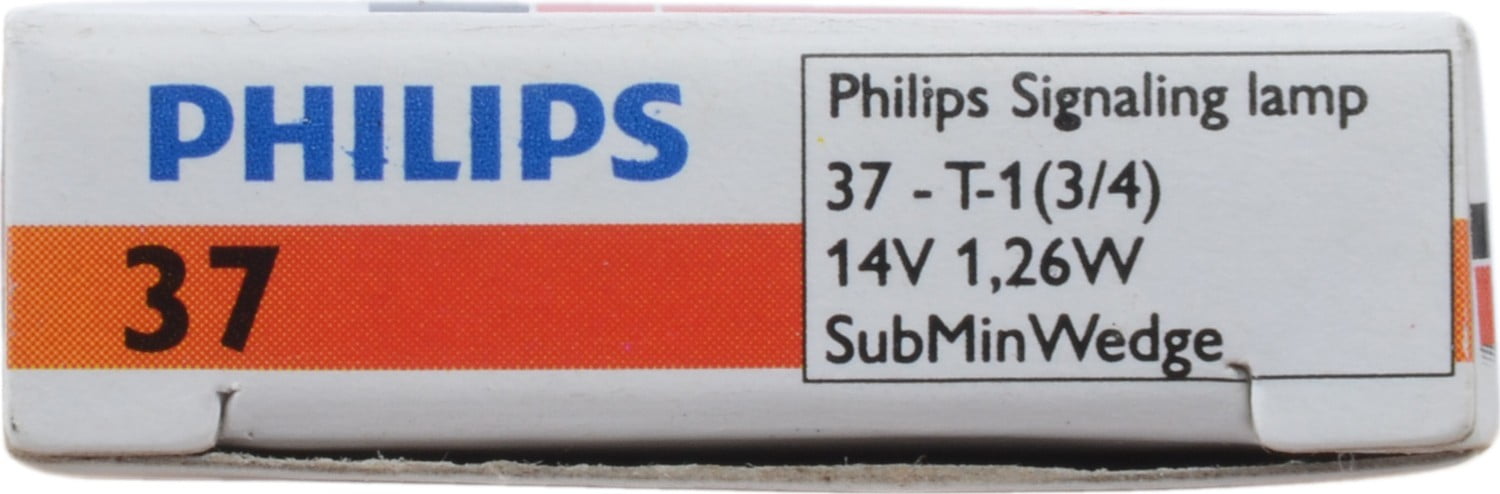 PHILIPS
37
Philips Signaling lamp
37 - T-1(3/4)
14V 1,26W
SubMinWedge